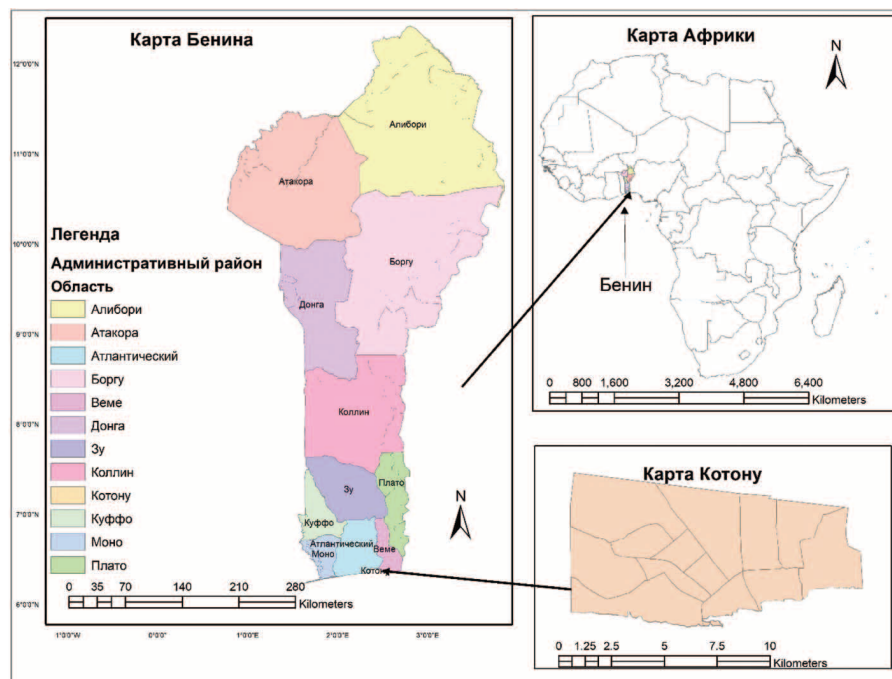 Карта Бенина
12°0'0"N
11°0'0"N
10°0'0"N
9°0'0"N
8°0'0"N
7°0'0"N
6°0'0"N
1°0'0"W
0°0'0"
1°0'0"E
2°0'0"E
3°0'0"E
Алибори
Атакора
Боргу
Донга
Коллин
Зу
Плато
Куффо
Атлантический
Моно
Веме
Котону
N
Легенда
Административный район
Область
Алибори
Атакора
Атлантический
Боргу
Веме
Донга
Зу
Коллин
Котону
Куффо
Моно
Плато
0 35 70 140 210 280
Kilometers
Карта Африки
N
Бенин
0 800 1,600 3,200 4,800 6,400
Kilometers
Карта Котону
0 1.25 2.5 5 7.5 10
Kilometers